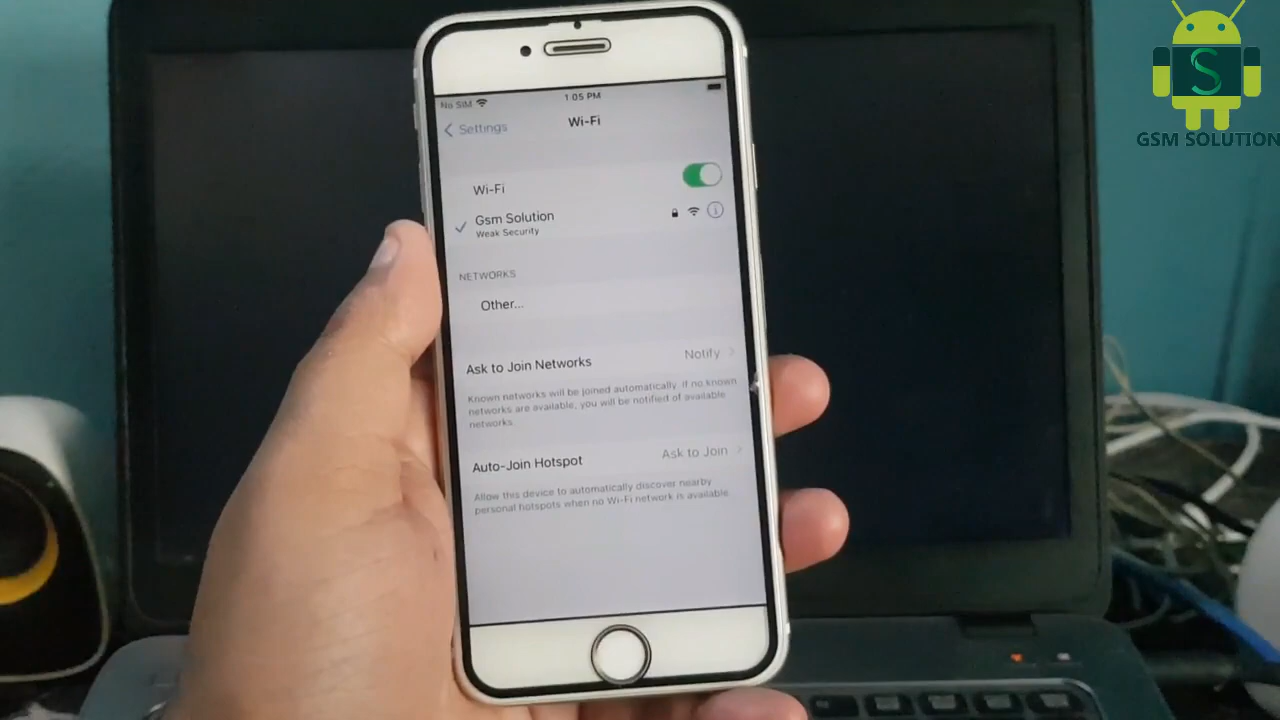 S
GSM SOLUTION
No SIM
1:05 PM
Settings
Wi-Fi
Wi-Fi
Gsm Solution
Weak Security
NETWORKS
Other...
Ask to Join Networks Notify
Known networks will be joined automatically. If no known
networks are available, you will be notified of available
networks.
Auto-Join Hotspot Ask to Join
Allow this device to automatically discover nearby
personal hotspots when no Wi-Fi network is available.